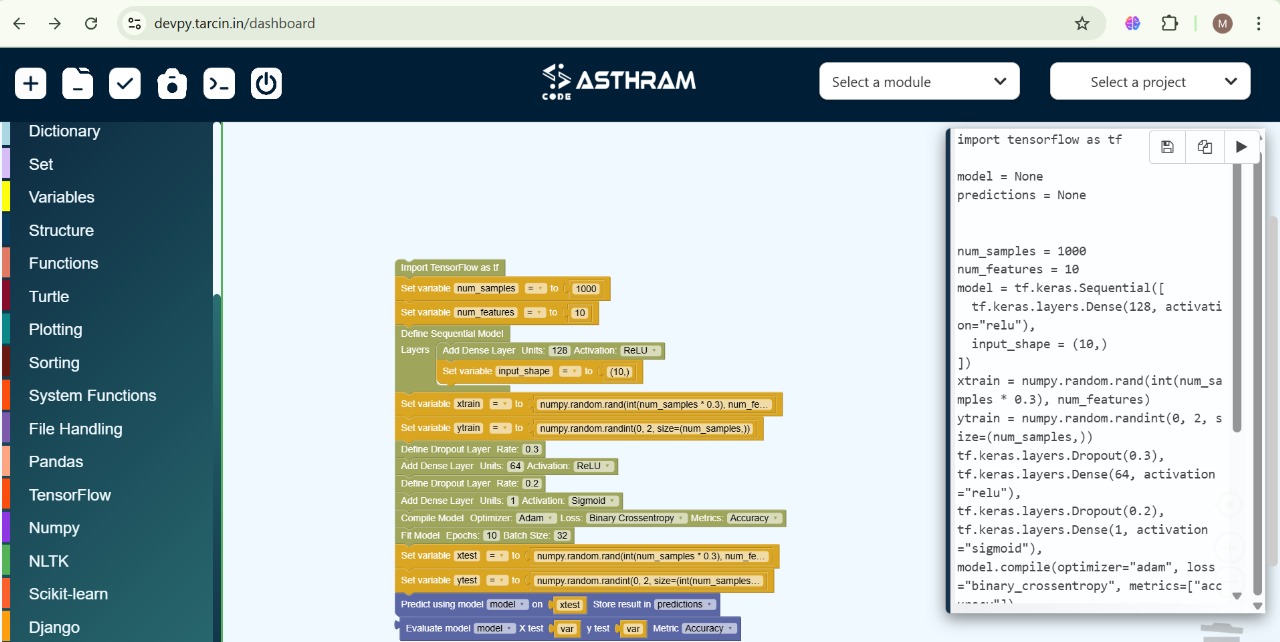 devpy.tarcin.in/dashboard
M
CODE
ASTHRAM
Select a module
Select a project
Dictionary
Set
Variables
Structure
Functions
Turtle
Plotting
Sorting
System Functions
File Handling
Pandas
TensorFlow
Numpy
NLTK
Scikit-learn
Django
Import TensorFlow as tf
Set variable num_samples = to 1000
Set variable num_features = to 10
Define Sequential Model
Layers Add Dense Layer Units: 128 Activation: ReLU
Set variable input_shape = to (10,)
Set variable xtrain = to numpy.random.rand(int(num_samples * 0.3), num_fe...
Set variable ytrain = to numpy.random.randint(0, 2, size=(num_samples,))
Define Dropout Layer Rate: 0.3
Add Dense Layer Units: 64 Activation: ReLU
Define Dropout Layer Rate: 0.2
Add Dense Layer Units: 1 Activation: Sigmoid
Compile Model Optimizer: Adam Loss: Binary Crossentropy Metrics: Accuracy
Fit Model Epochs: 10 Batch Size: 32
Set variable xtest = to numpy.random.rand(int(num_samples * 0.3), num_fe...
Set variable ytest = to numpy.random.randint(0, 2, size=(int(num_samples...
Predict using model model on xtest Store result in predictions
Evaluate model model X test var y test var Metric Accuracy
import tensorflow as tf
model = None
predictions = None
num_samples = 1000
num_features = 10
model = tf.keras.Sequential([
tf.keras.layers.Dense(128, activati
on="relu"),
input_shape = (10,)
])
xtrain = numpy.random.rand(int(num_sa
mples * 0.3), num_features)
ytrain = numpy.random.randint(0, 2, s
ize=(num_samples,))
tf.keras.layers.Dropout(0.3),
tf.keras.layers.Dense(64, activation
="relu"),
tf.keras.layers.Dropout(0.2),
tf.keras.layers.Dense(1, activation
="sigmoid"),
model.compile(optimizer="adam", loss
="binary_crossentropy", metrics=["acc
uracy"])